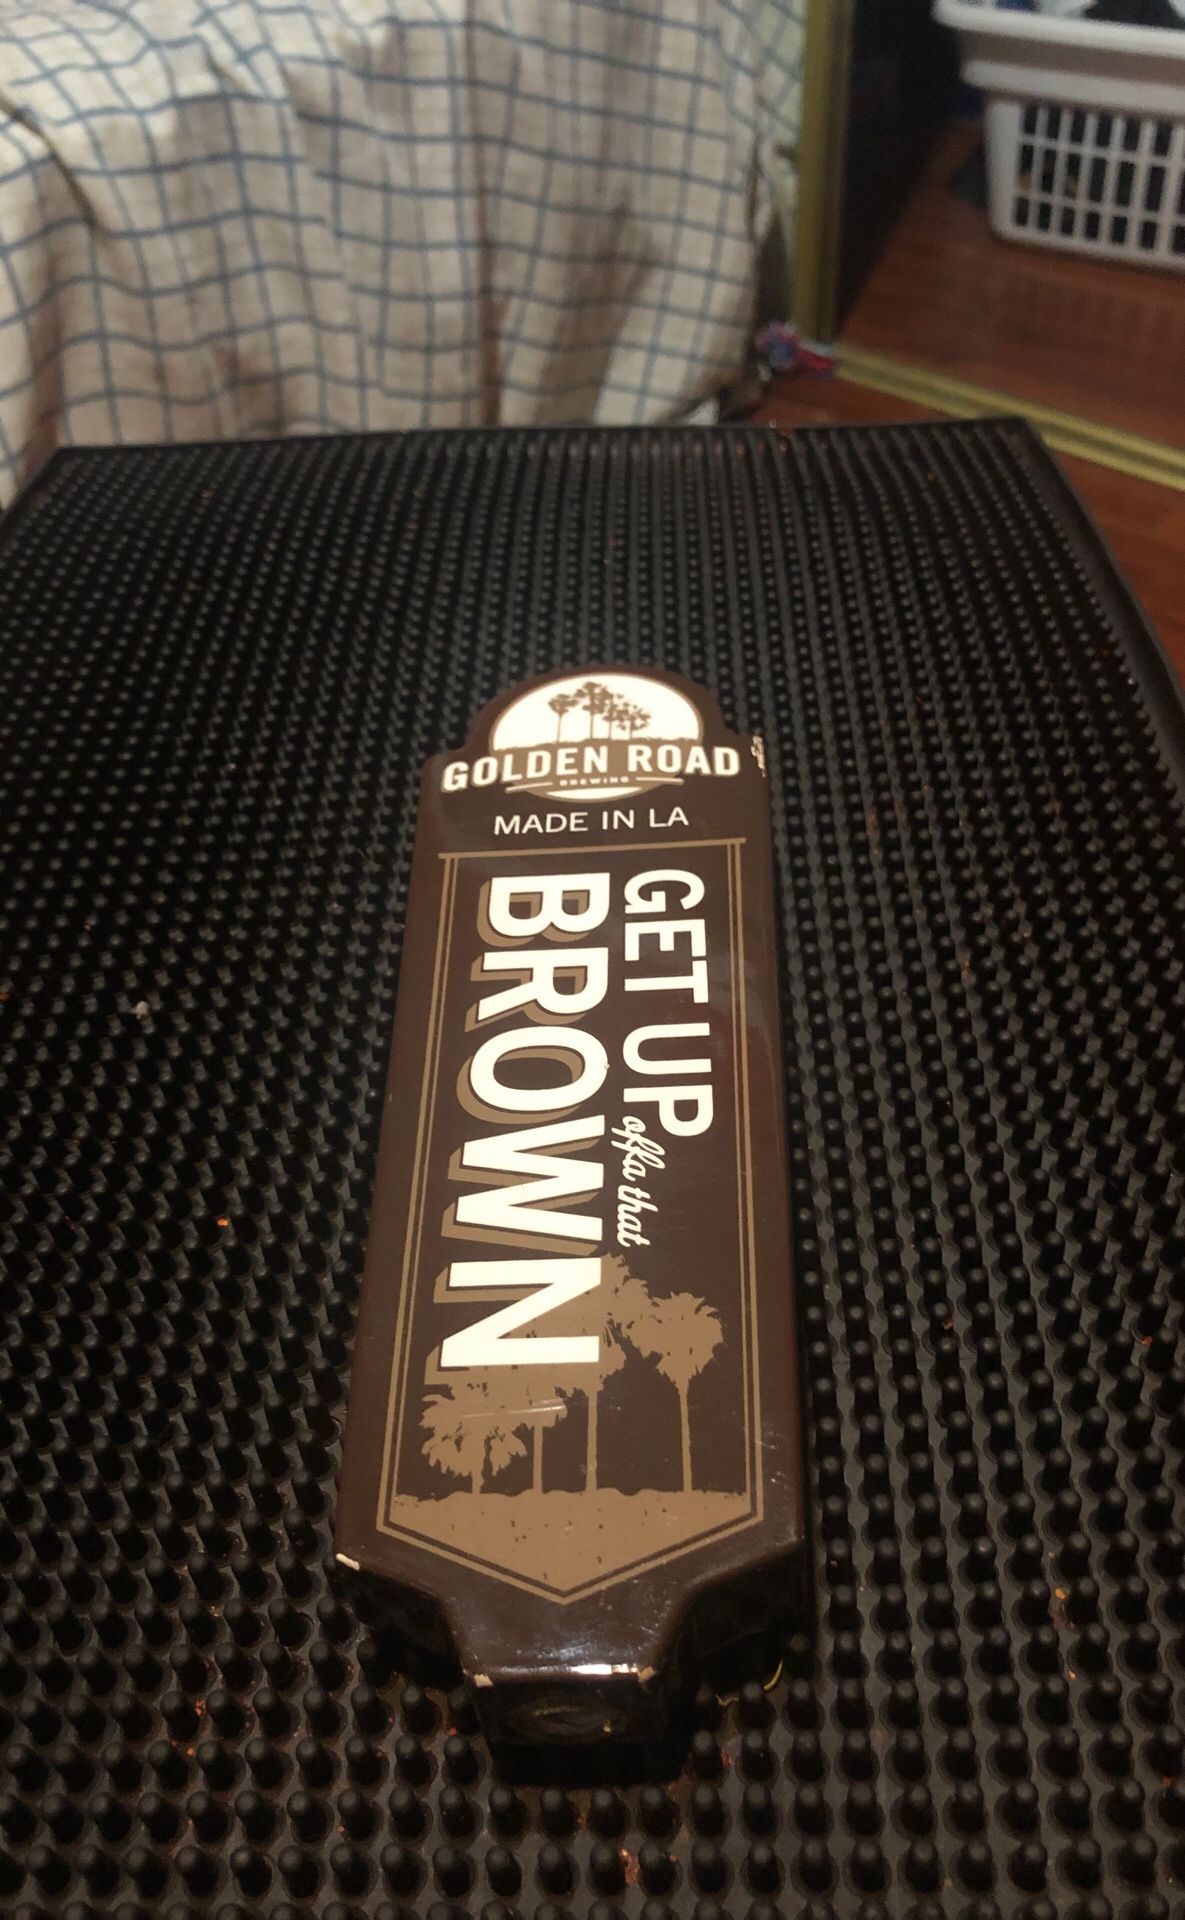 GOLDEN ROAD
BREWING
MADE IN LA
GET UP offa that
BROWN